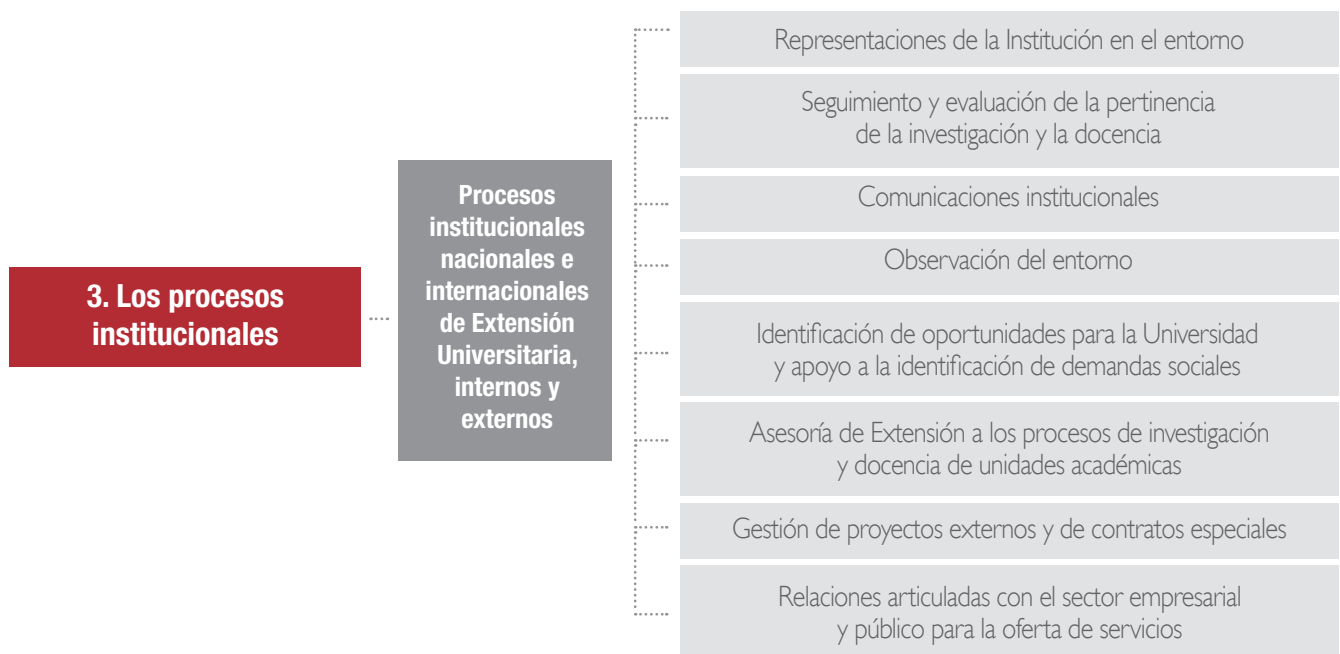 3. Los procesos
institucionales
Procesos
institucionales
nacionales e
internacionales
de Extensión
Universitaria,
internos y
externos
Representaciones de la Institución en el entorno
Seguimiento y evaluación de la pertinencia
de la investigación y la docencia
Comunicaciones institucionales
Observación del entorno
Identificación de oportunidades para la Universidad
y apoyo a la identificación de demandas sociales
Asesoría de Extensión a los procesos de investigación
y docencia de unidades académicas
Gestión de proyectos externos y de contratos especiales
Relaciones articuladas con el sector empresarial
y público para la oferta de servicios